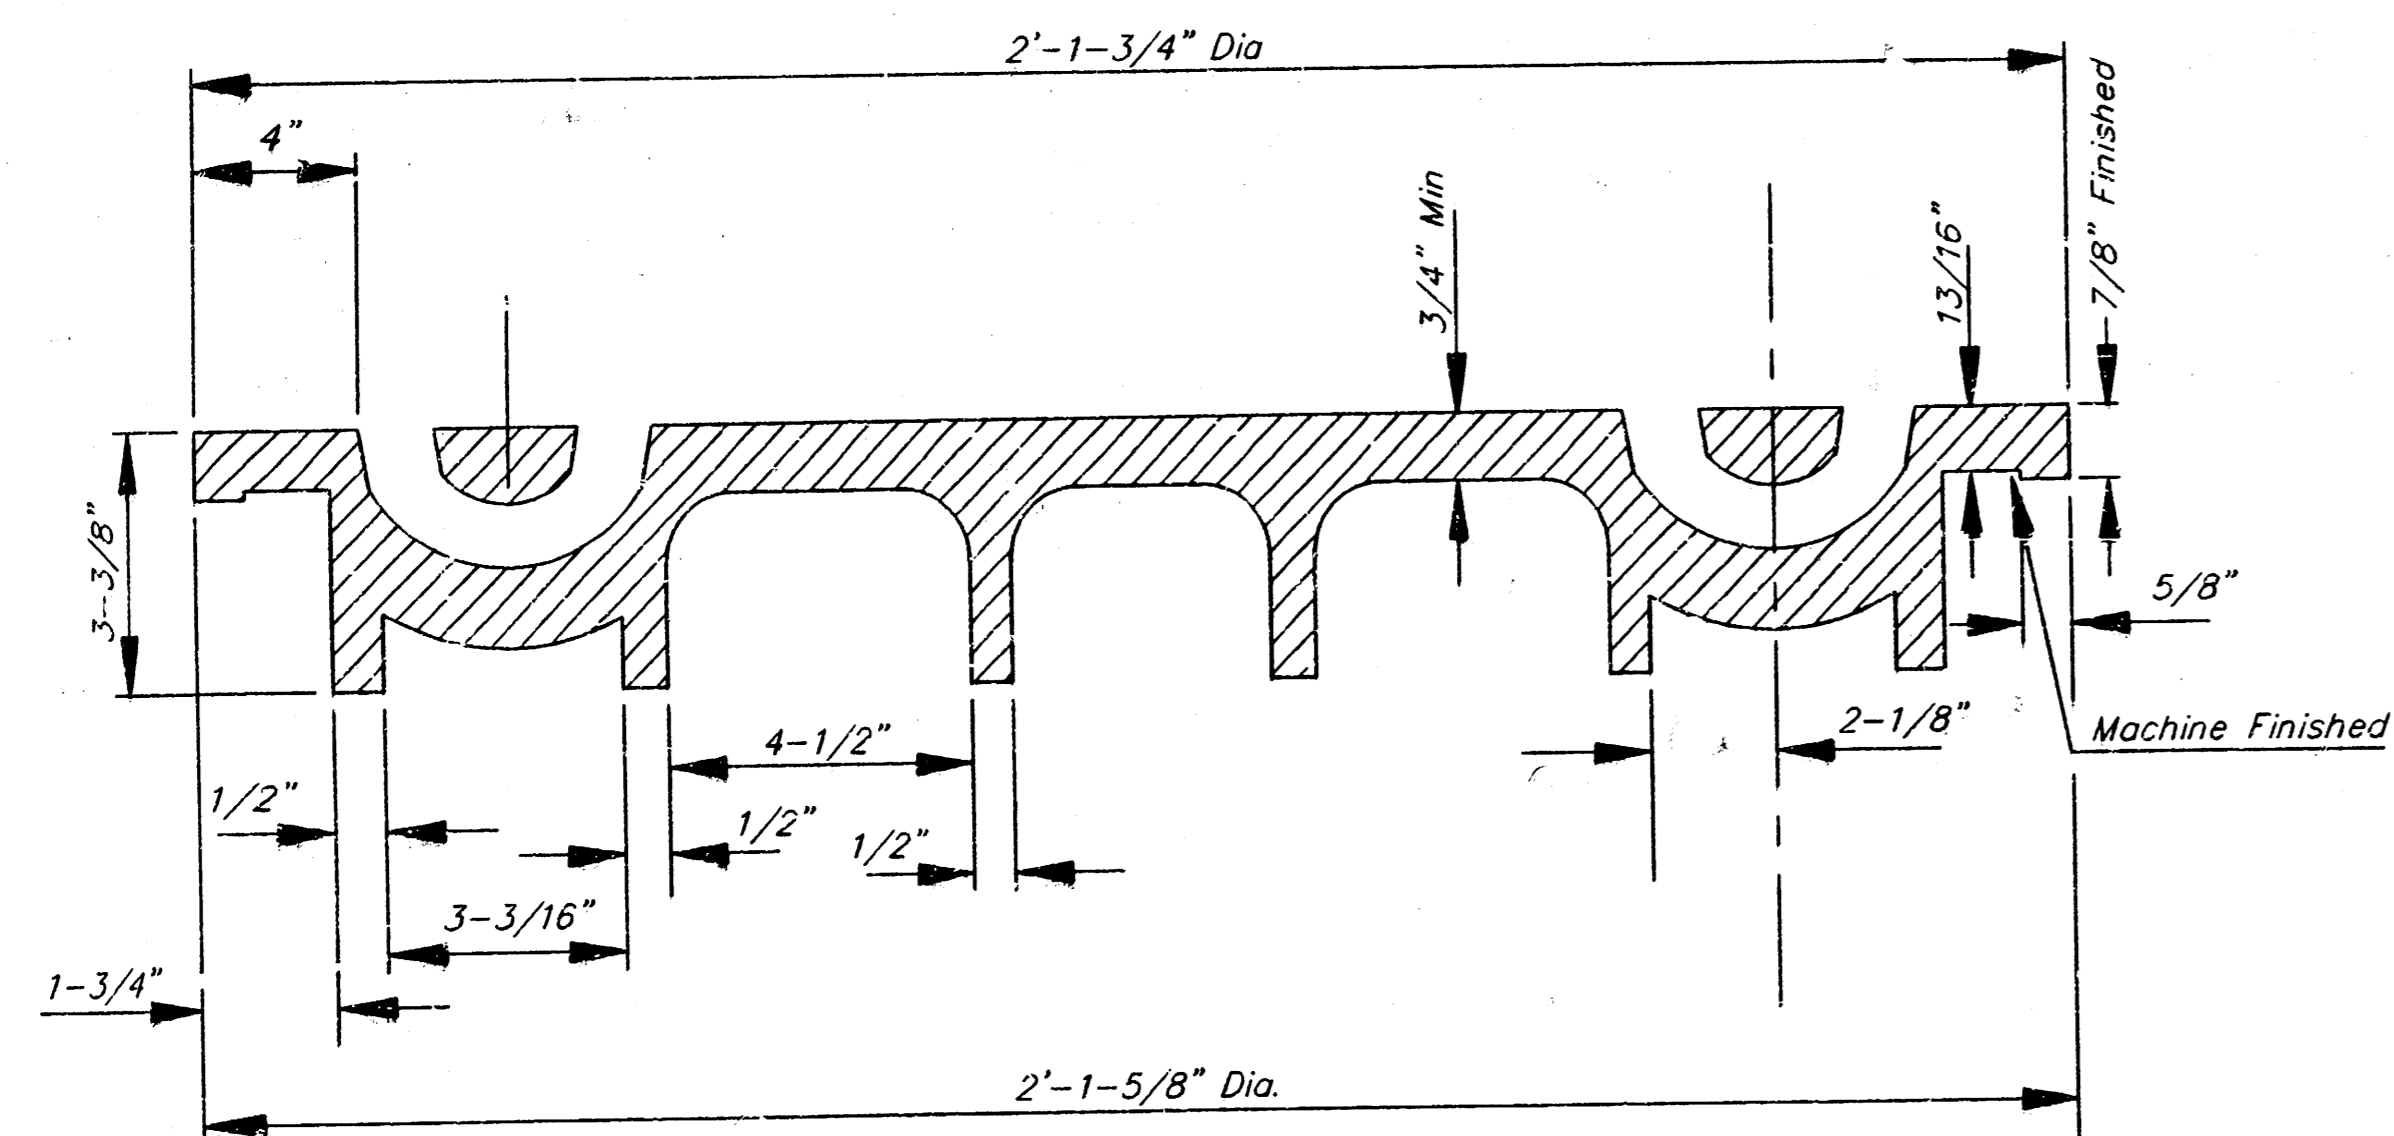 2'-1-3/4" Dia
4"
3/4" Min
13/16"
7/8" Finished
3-3/8"
5/8"
2-1/8"
Machine Finished
4-1/2"
1/2"
1/2"
1/2"
3-3/16"
1-3/4"
2'-1-5/8" Dia.